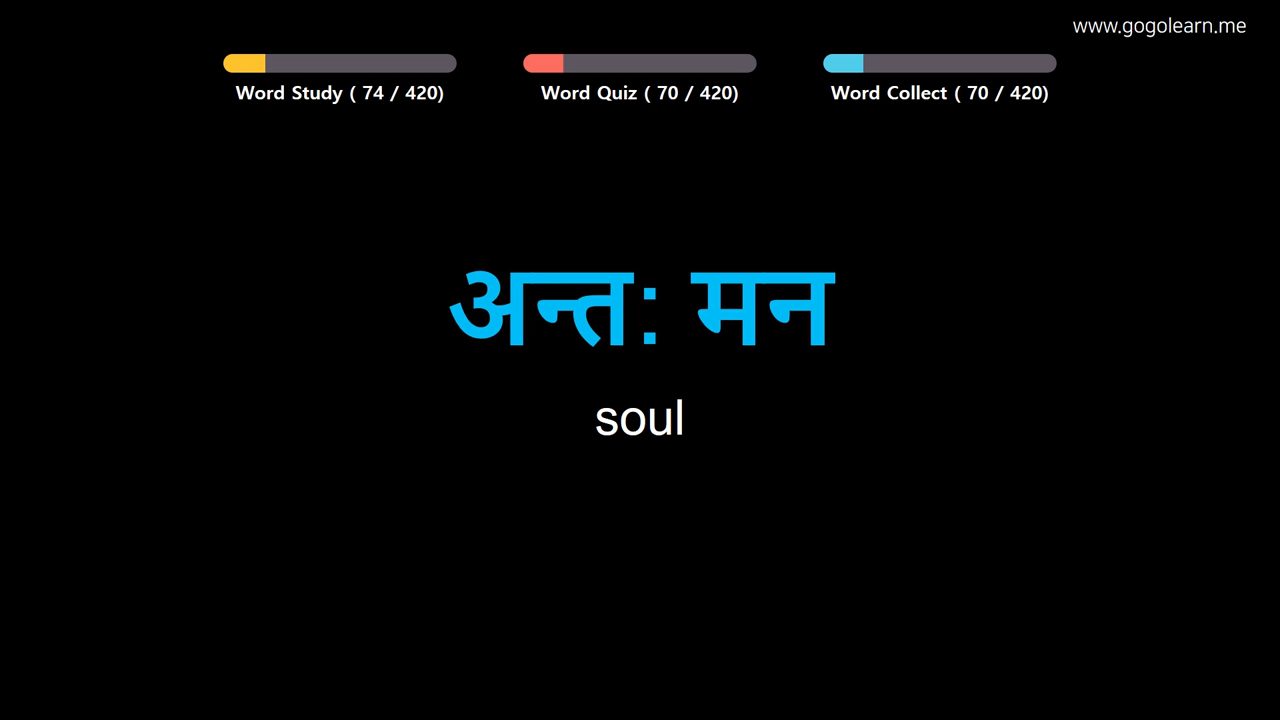 www.gogolearn.me
Word Study ( 74 / 420)
Word Quiz ( 70 / 420)
Word Collect ( 70 / 420)
अन्त: मन
soul